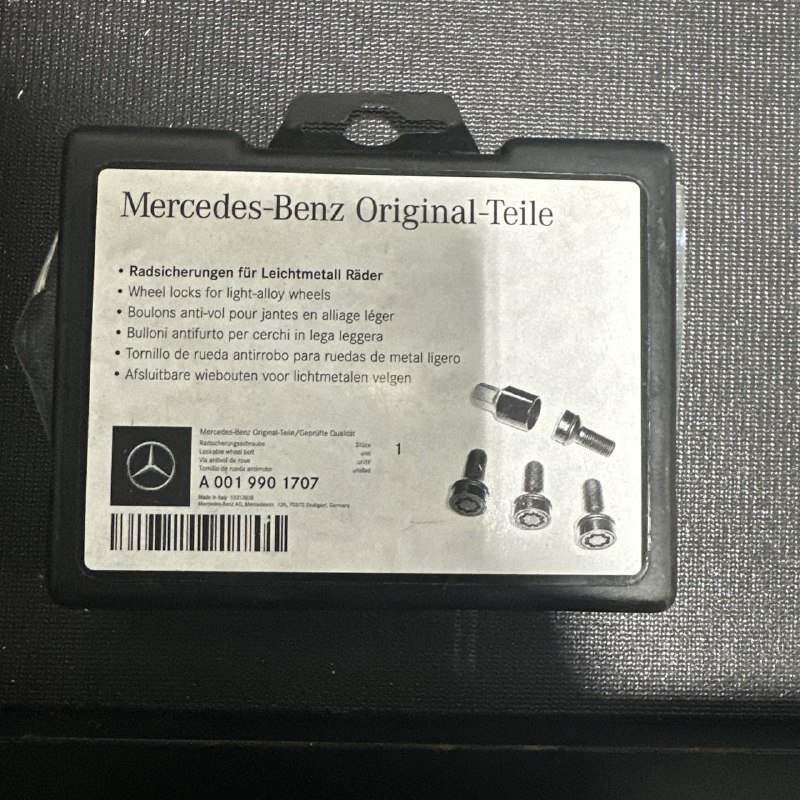 Mercedes-Benz Original-Teile
• Radsicherungen für Leichtmetall Räder
• Wheel locks for light-alloy wheels
• Boulons anti-vol pour jantes en alliage léger
• Bulloni antifurto per cerchi in lega leggera
• Tornillo de rueda antirrobo para ruedas de metal ligero
• Afsluitbare wiebouten voor lichtmetalen velgen
Mercedes-Benz Original-Teile/Geprüfte Qualität
Radsicherungsschraube Stück 1
Lockable wheel bolt unit
Vis antivol de roue unité
Tornillo de rueda antirrobo unidad
A 001 990 1707
Made in Italy
Mercedes-Benz AG, Mercedesstr. 120, 70372 Stuttgart, Germany